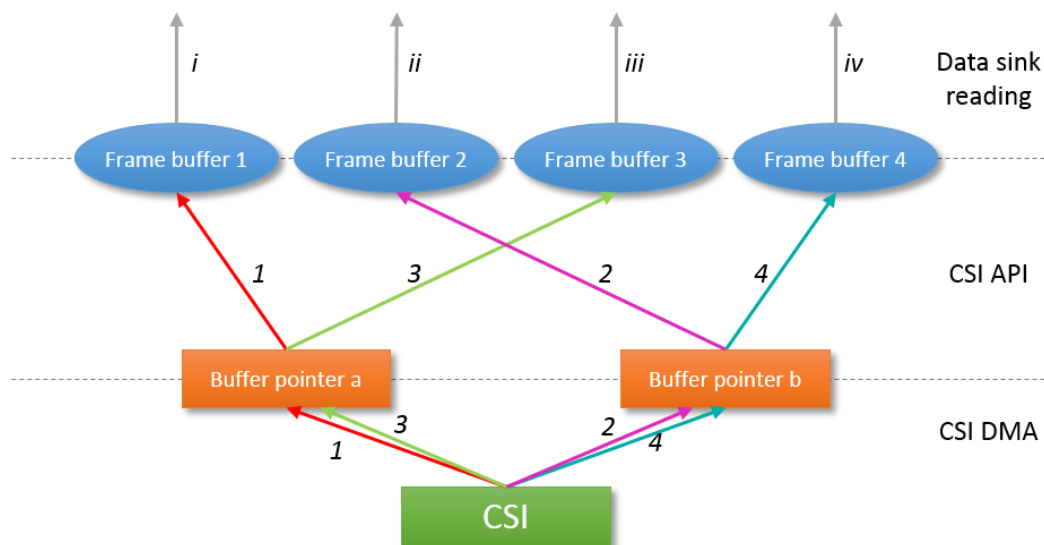 i
ii
iii
iv
Data sink
reading
Frame buffer 1
Frame buffer 2
Frame buffer 3
Frame buffer 4
1
3
2
4
CSI API
Buffer pointer a
Buffer pointer b
1
3
2
4
CSI DMA
CSI